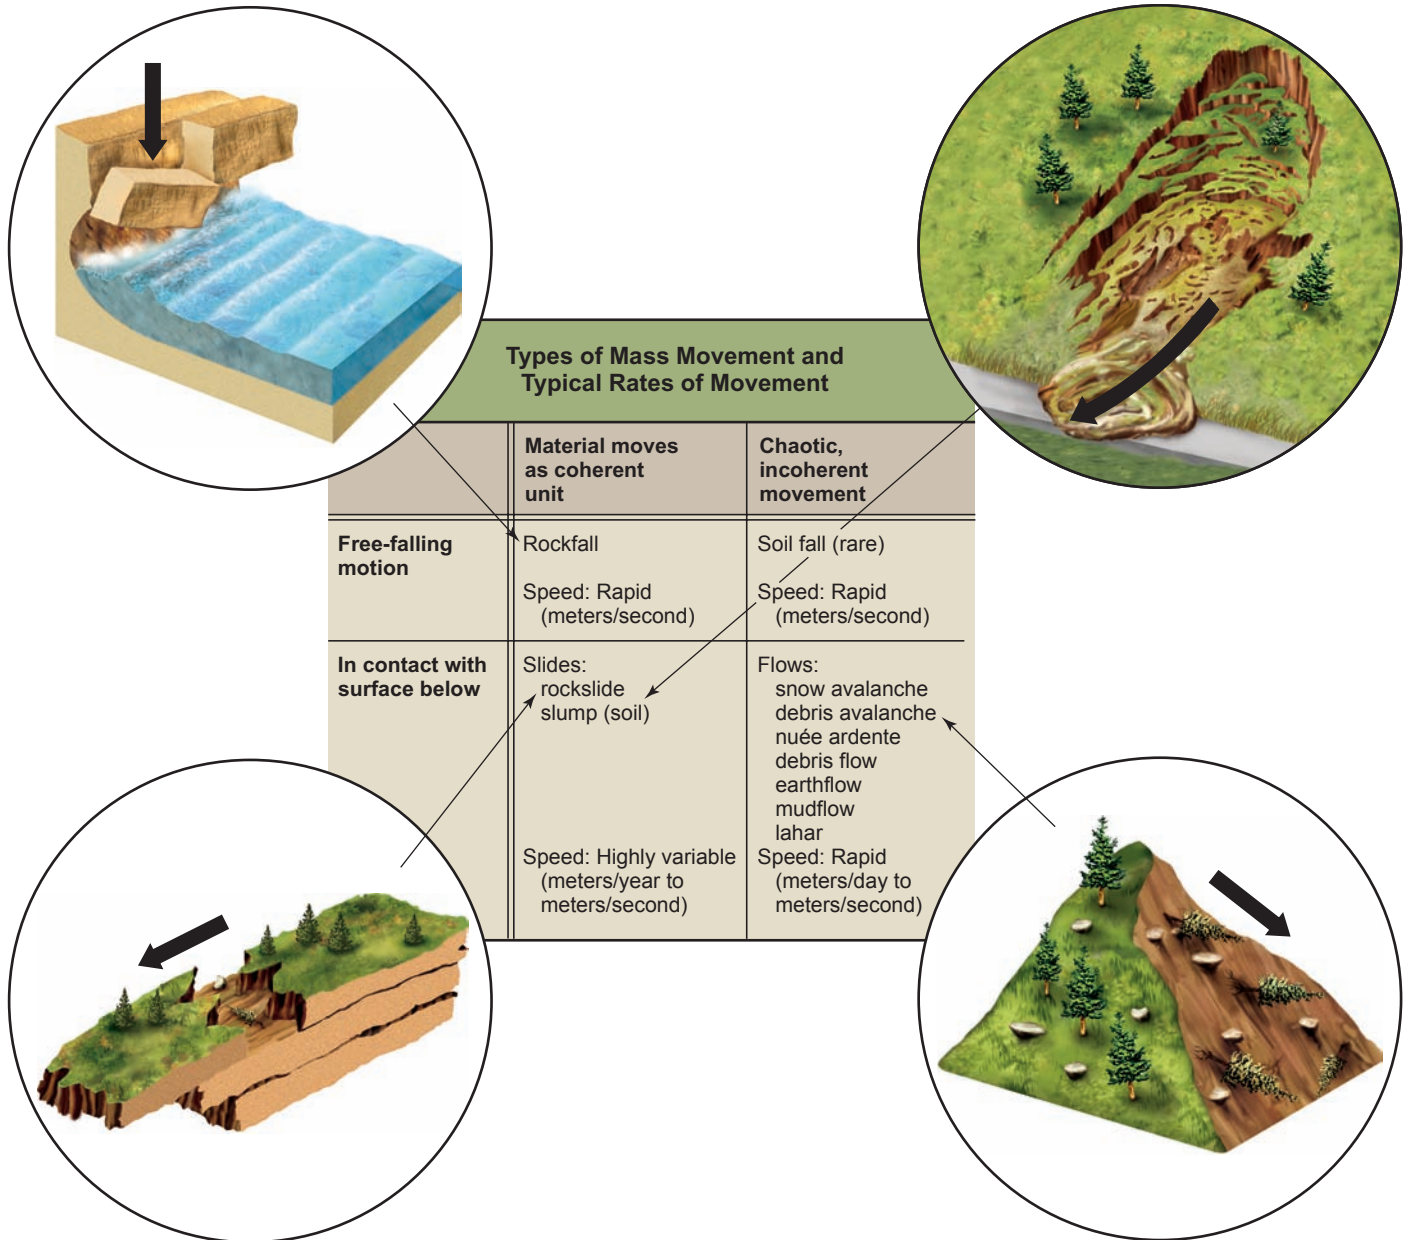 Types of Mass Movement and
Typical Rates of Movement
Material moves
as coherent
unit
Chaotic,
incoherent
movement
Free-falling
motion
Rockfall
Speed: Rapid
(meters/second)
Soil fall (rare)
Speed: Rapid
(meters/second)
In contact with
surface below
Slides:
rockslide
slump (soil)
Speed: Highly variable
(meters/year to
meters/second)
Flows:
snow avalanche
debris avalanche
nuée ardente
debris flow
earthflow
mudflow
lahar
Speed: Rapid
(meters/day to
meters/second)